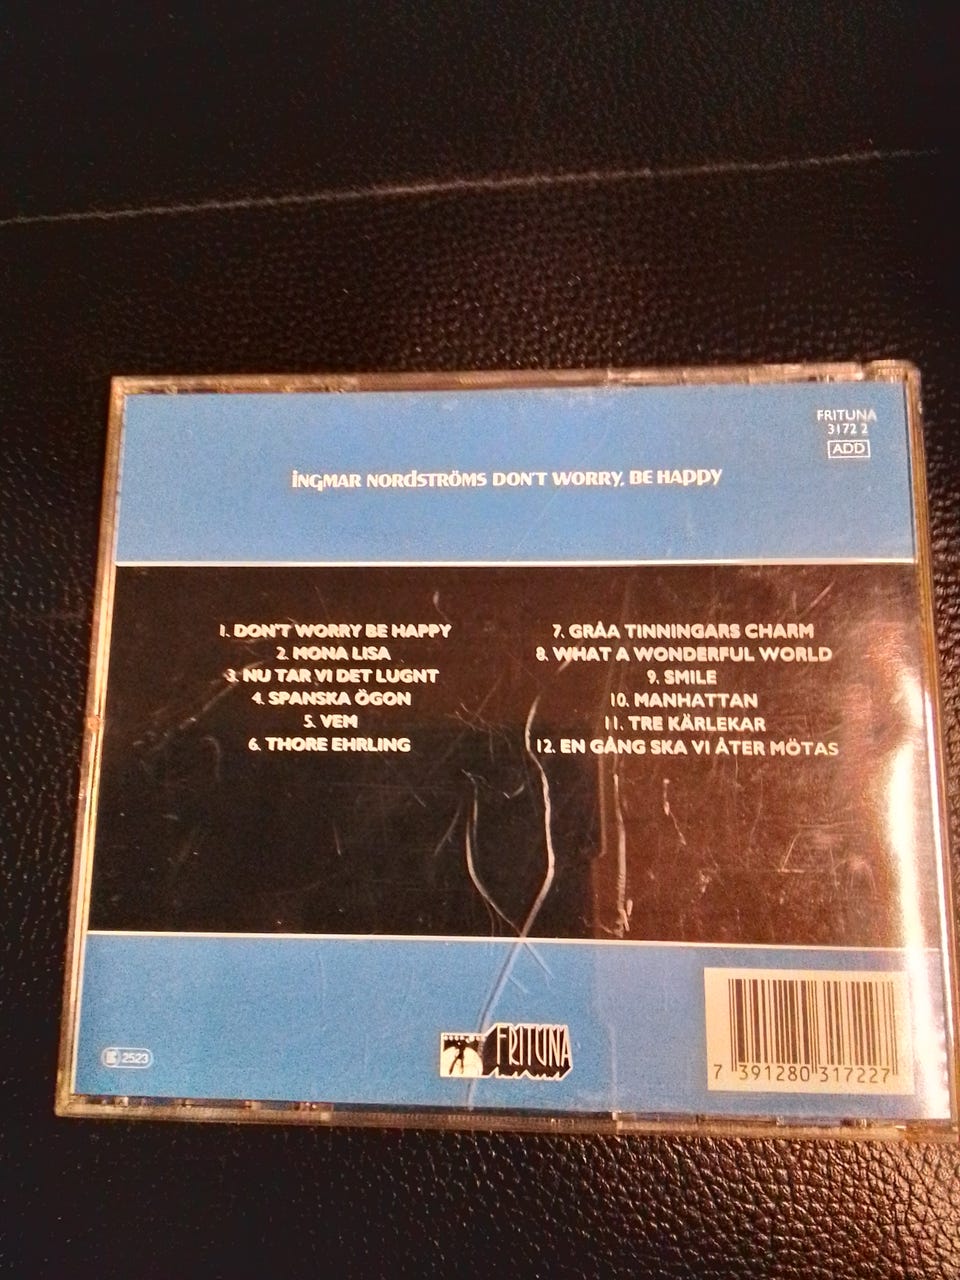 FRITUNA
3172 2
ADD
INGMAR NORDSTRÖMS DON'T WORRY, BE HAPPY
1. DON'T WORRY BE HAPPY
2. MONA LISA
3. NU TAR VI DET LUGNT
4. SPANSKA ÖGON
5. VEM
6. THORE EHRLING
7. GRÅA TINNINGARS CHARM
8. WHAT A WONDERFUL WORLD
9. SMILE
10. MANHATTAN
11. TRE KÄRLEKAR
12. EN GÅNG SKA VI ÅTER MÖTAS
K 2523
FRITUNA
7 391280 317227